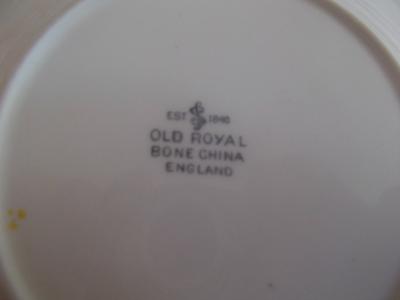 EST 1846
OLD ROYAL
BONE CHINA
ENGLAND